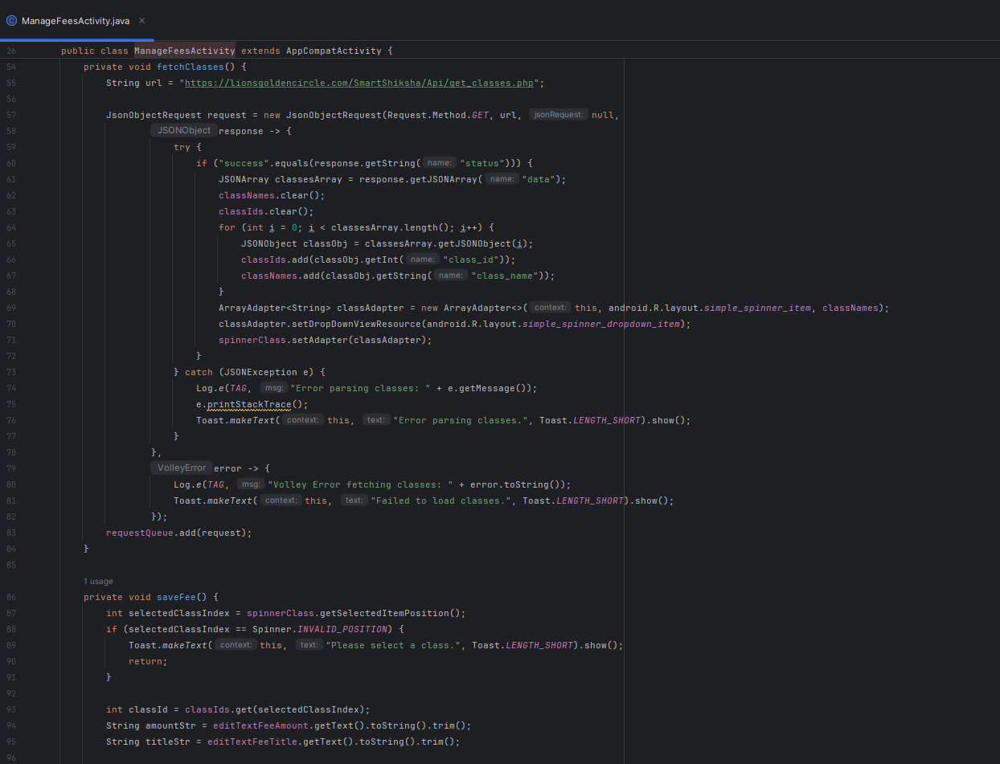 ManageFeesActivity.java
26 public class ManageFeesActivity extends AppCompatActivity {
54 private void fetchClasses() {
55 String url = "https://lionsgoldencircle.com/SmartShiksha/Api/get_classes.php";
56
57 JsonObjectRequest request = new JsonObjectRequest(Request.Method.GET, url, jsonRequest: null,
58 JSONObject response -> {
59 try {
60 if ("success".equals(response.getString( name: "status"))) {
61 JSONArray classesArray = response.getJSONArray( name: "data");
62 classNames.clear();
63 classIds.clear();
64 for (int i = 0; i < classesArray.length(); i++) {
65 JSONObject classObj = classesArray.getJSONObject(i);
66 classIds.add(classObj.getInt( name: "class_id"));
67 classNames.add(classObj.getString( name: "class_name"));
68 }
69 ArrayAdapter<String> classAdapter = new ArrayAdapter<>( context: this, android.R.layout.simple_spinner_item, classNames);
70 classAdapter.setDropDownViewResource(android.R.layout.simple_spinner_dropdown_item);
71 spinnerClass.setAdapter(classAdapter);
72 }
73 } catch (JSONException e) {
74 Log.e(TAG, msg: "Error parsing classes: " + e.getMessage());
75 e.printStackTrace();
76 Toast.makeText( context: this, text: "Error parsing classes.", Toast.LENGTH_SHORT).show();
77 }
78 },
79 VolleyError error -> {
80 Log.e(TAG, msg: "Volley Error fetching classes: " + error.toString());
81 Toast.makeText( context: this, text: "Failed to load classes.", Toast.LENGTH_SHORT).show();
82 });
83 requestQueue.add(request);
84 }
85
1 usage
86 private void saveFee() {
87 int selectedClassIndex = spinnerClass.getSelectedItemPosition();
88 if (selectedClassIndex == Spinner.INVALID_POSITION) {
89 Toast.makeText( context: this, text: "Please select a class.", Toast.LENGTH_SHORT).show();
90 return;
91 }
92
93 int classId = classIds.get(selectedClassIndex);
94 String amountStr = editTextFeeAmount.getText().toString().trim();
95 String titleStr = editTextFeeTitle.getText().toString().trim();
96